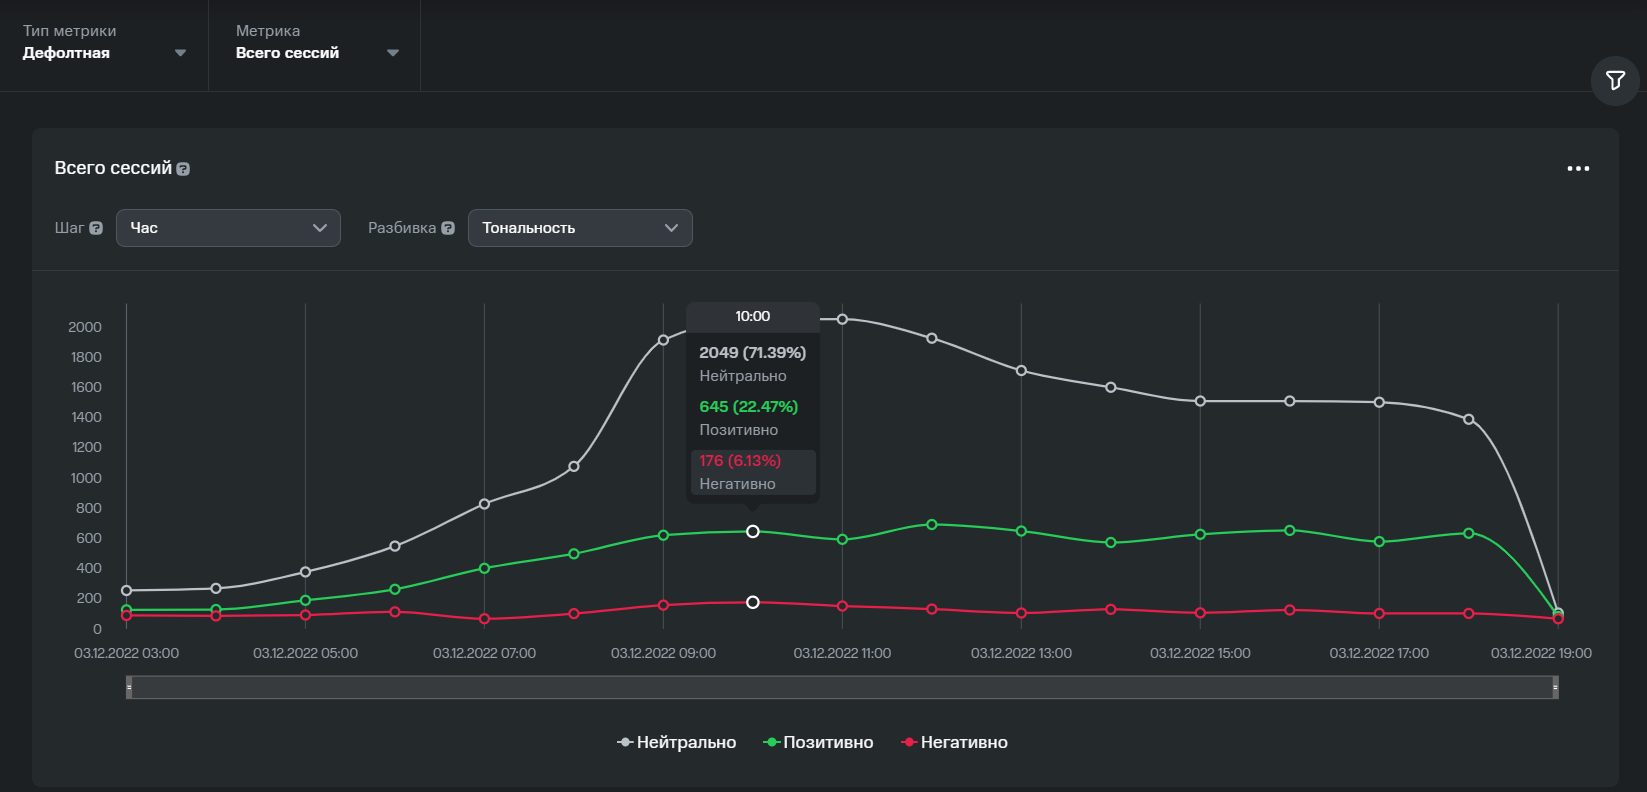 Тип метрики
Дефолтная
Метрика
Всего сессий
Всего сессий ?
Шаг ? Час Разбивка ? Тональность
10:00
2049 (71.39%)
Нейтрально
645 (22.47%)
Позитивно
176 (6.13%)
Негативно
2000
1800
1600
1400
1200
1000
800
600
400
200
0
03.12.2022 03:00 03.12.2022 05:00 03.12.2022 07:00 03.12.2022 09:00 03.12.2022 11:00 03.12.2022 13:00 03.12.2022 15:00 03.12.2022 17:00 03.12.2022 19:00
Нейтрально Позитивно Негативно